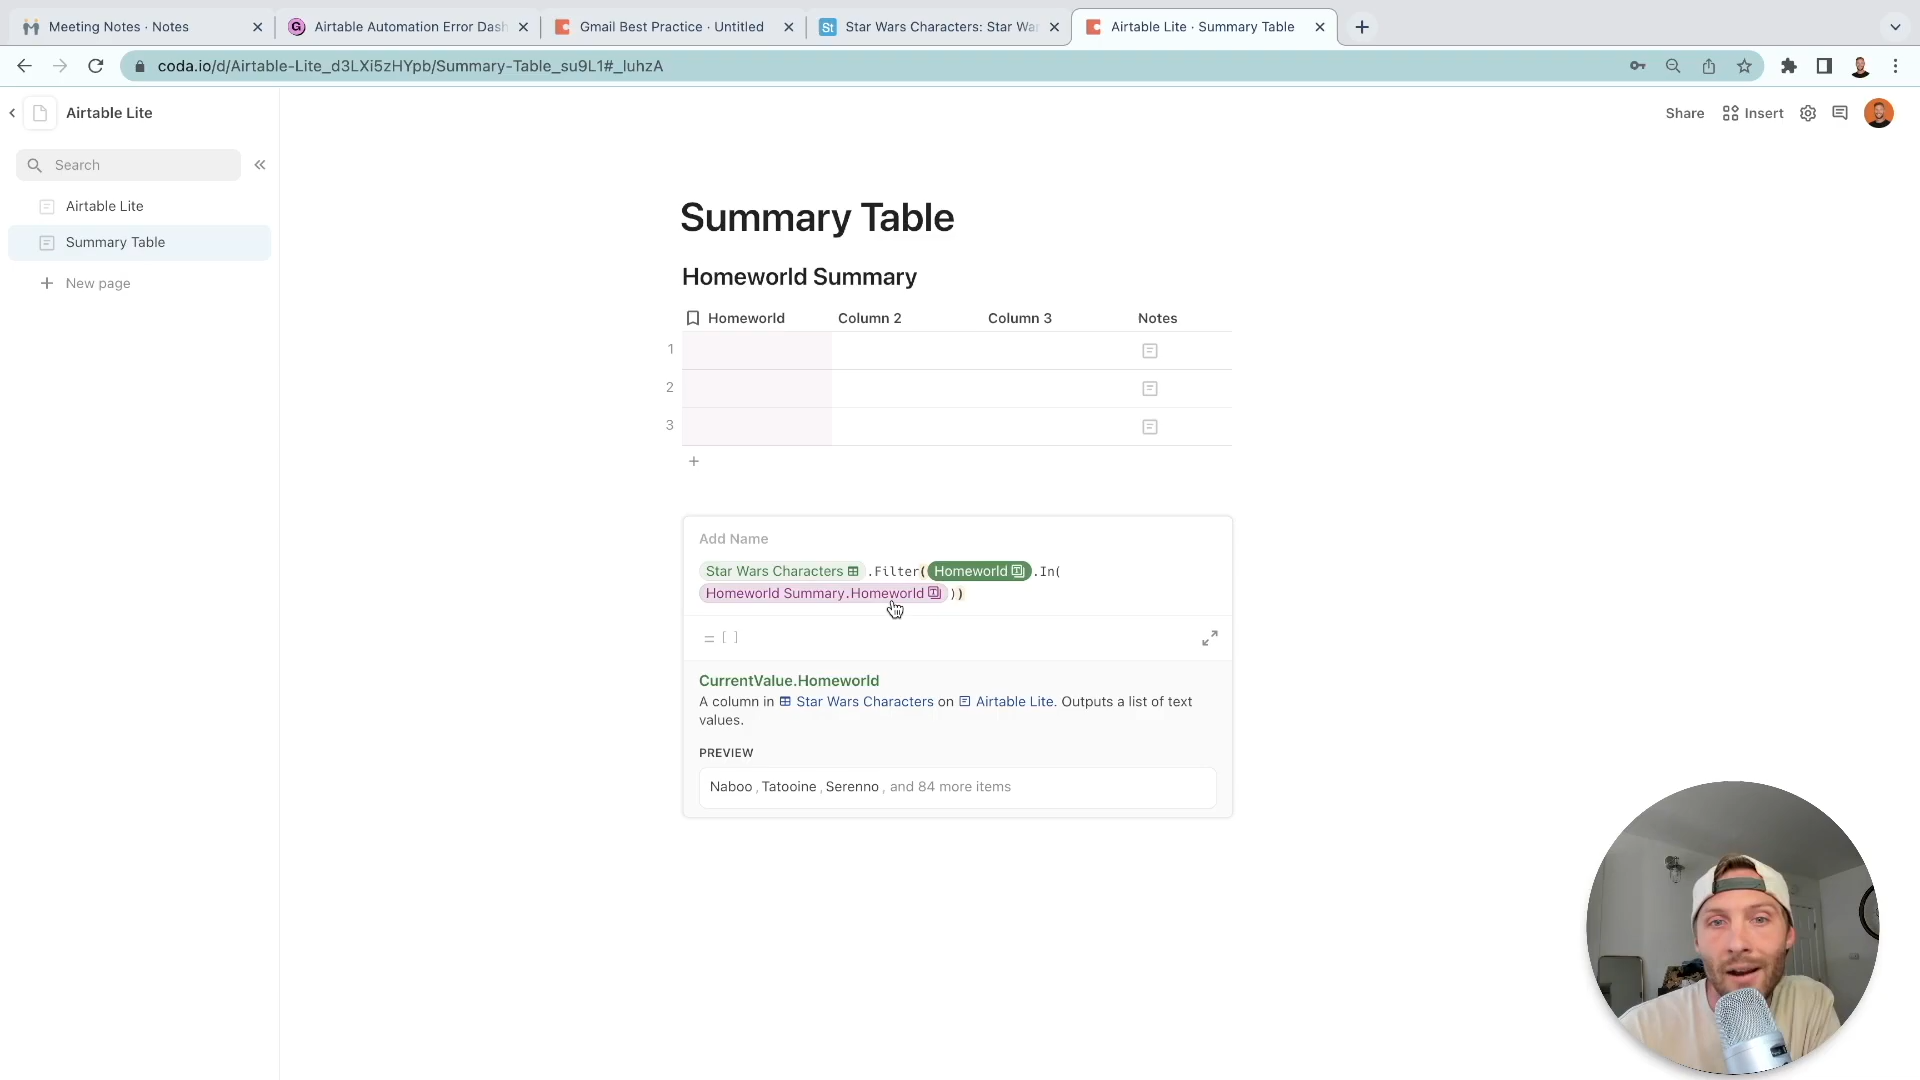 Meeting Notes · Notes
Airtable Automation Error Dash
Gmail Best Practice · Untitled
St
Star Wars Characters: Star Wa
Airtable Lite · Summary Table
coda.io/d/Airtable-Lite_d3LXi5zHYpb/Summary-Table_su9L1#_luhzA
Airtable Lite
Share
Insert
Search
Airtable Lite
Summary Table
New page
Summary Table
Homeworld Summary
Homeworld Column 2 Column 3 Notes
1
2
3
Add Name
Star Wars Characters .Filter( Homeworld .In(
Homeworld Summary.Homeworld ))
= [ ]
CurrentValue.Homeworld
A column in Star Wars Characters on Airtable Lite. Outputs a list of text
values.
PREVIEW
Naboo , Tatooine , Serenno , and 84 more items